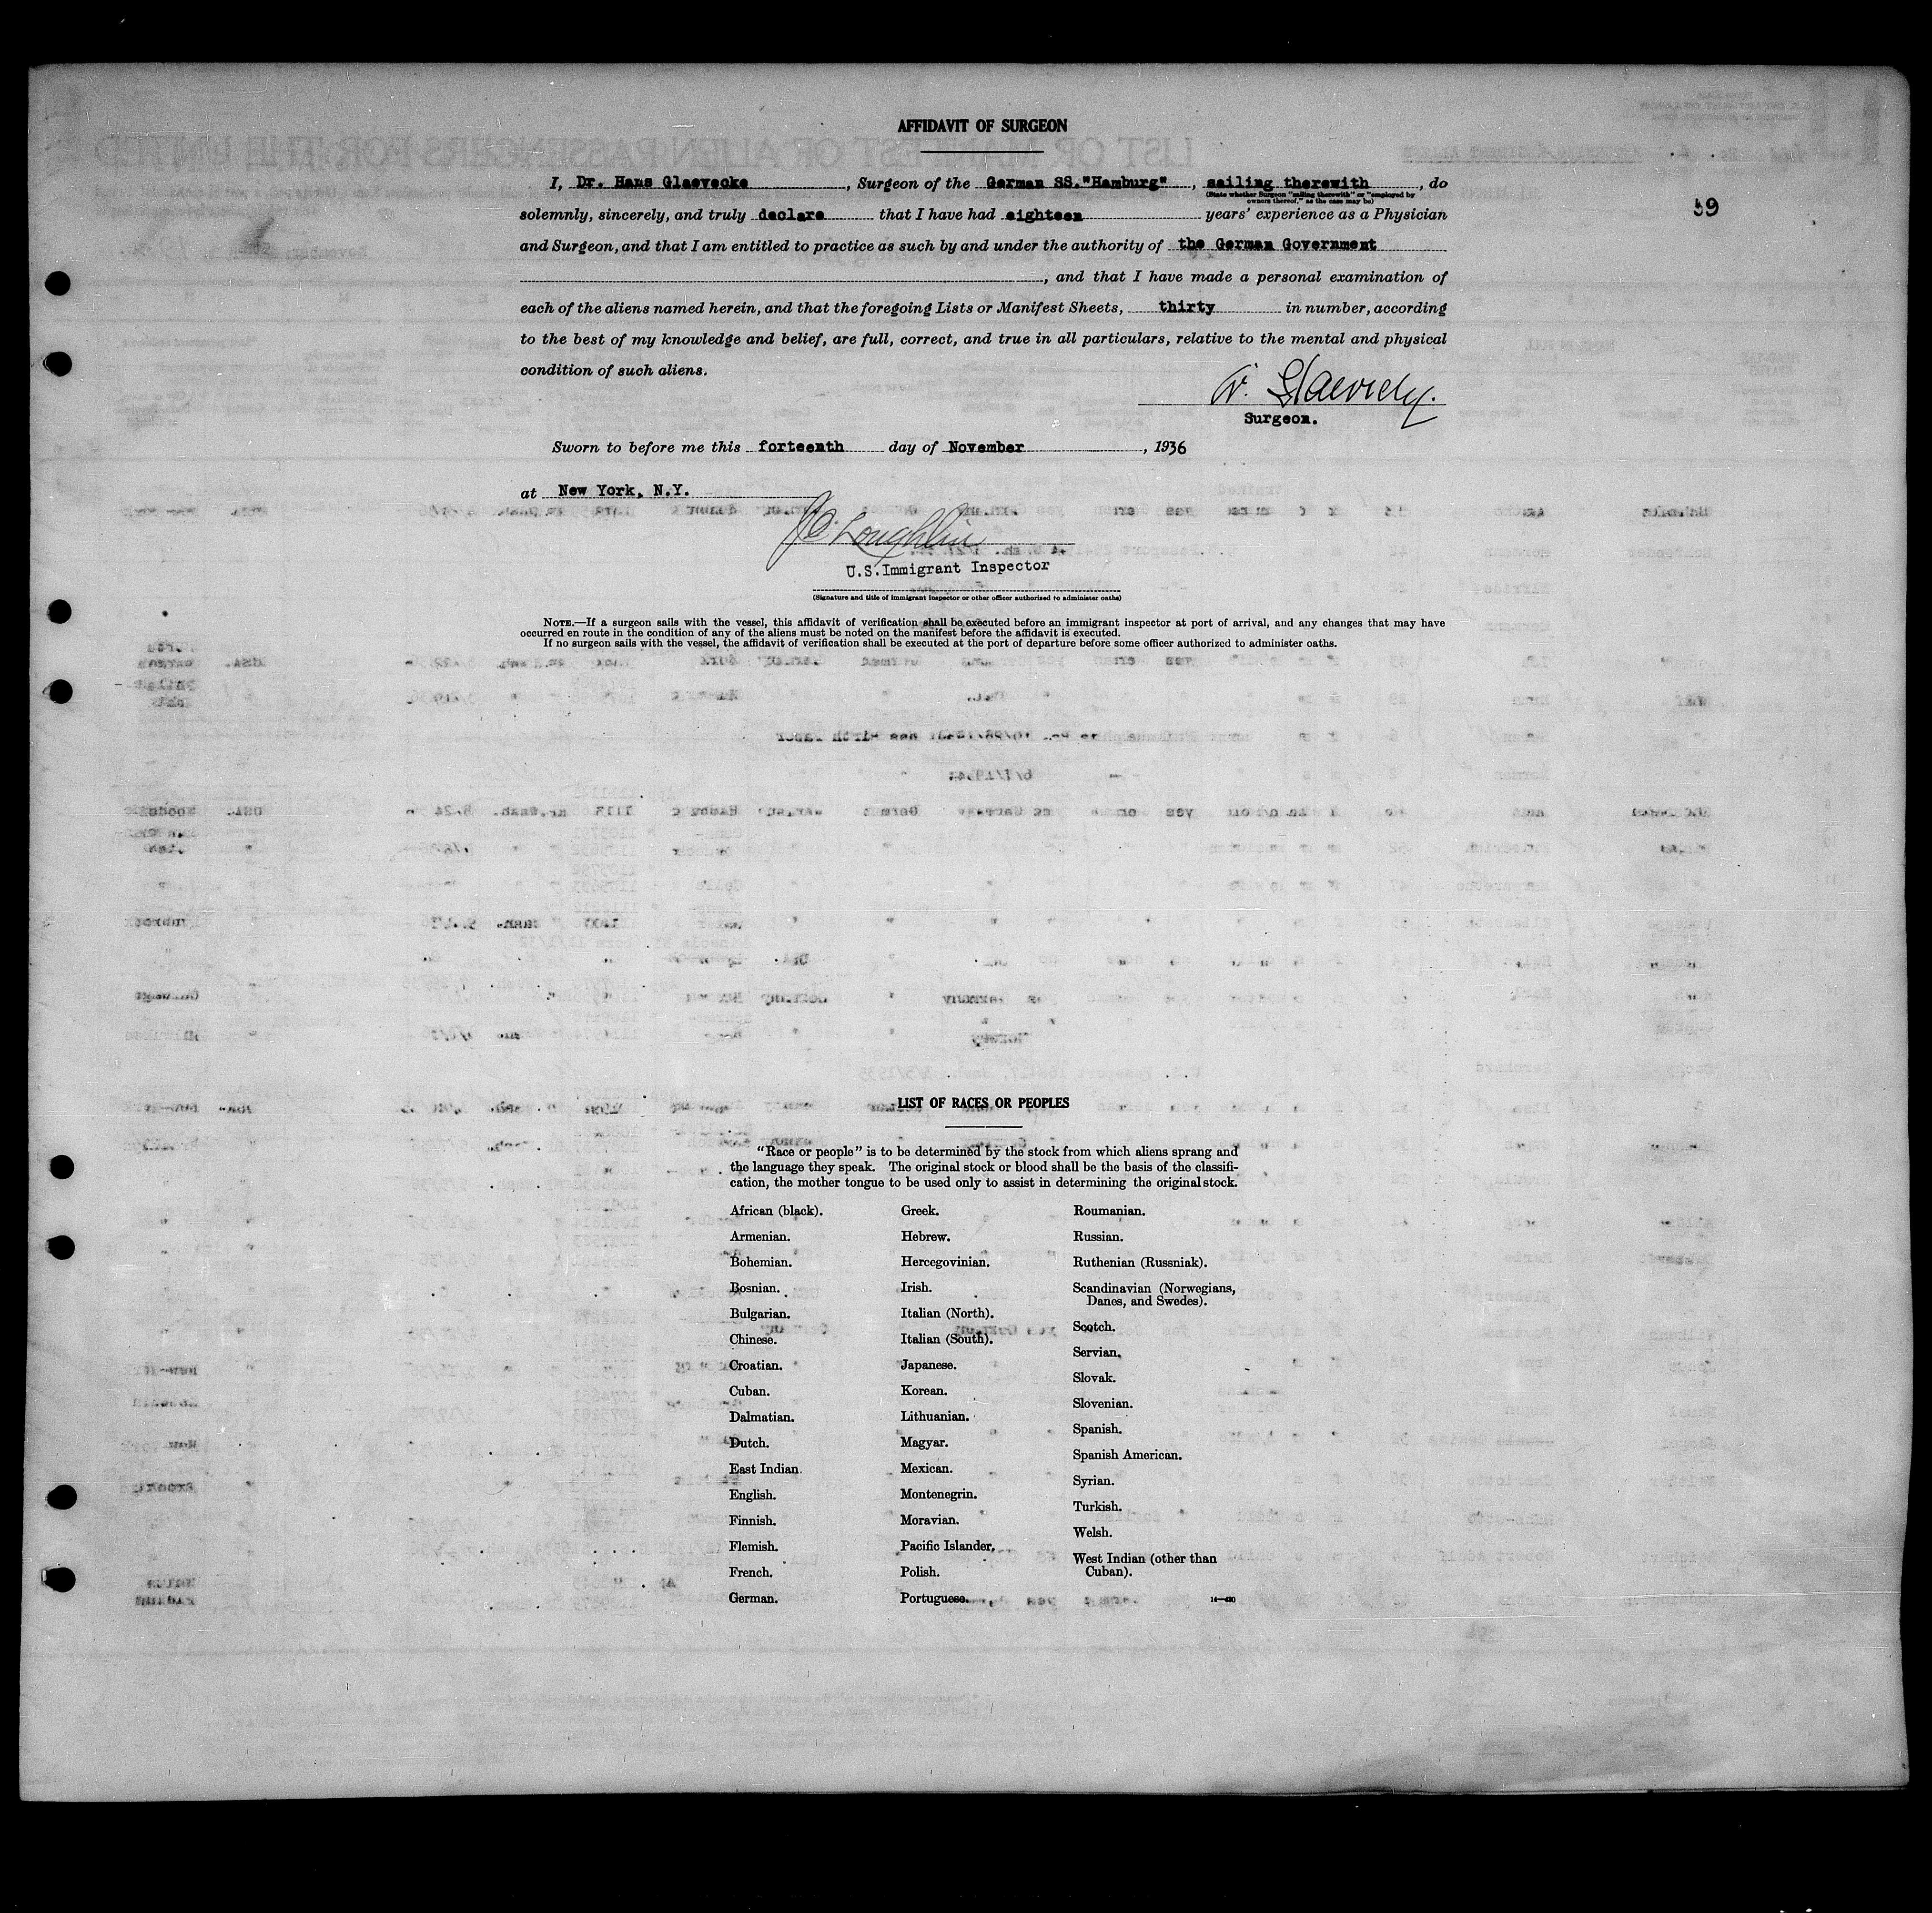 AFFIDAVIT OF SURGEON
I, Dr. Hans Glaevecke, Surgeon of the German SS."Hamburg", sailing therewith, do
(State whether Surgeon "sailing therewith" or "employed by
owners thereof," as the case may be)
59
solemnly, sincerely, and truly declare that I have had eighteen years' experience as a Physician
and Surgeon, and that I am entitled to practice as such by and under the authority of the German Government
, and that I have made a personal examination of
each of the aliens named herein, and that the foregoing Lists or Manifest Sheets, thirty in number, according
to the best of my knowledge and belief, are full, correct, and true in all particulars, relative to the mental and physical
condition of such aliens.
Surgeon.
Sworn to before me this forteenth day of November, 1936
at New York, N.Y.
U.S.Immigrant Inspector
(Signature and title of immigrant inspector or other officer authorized to administer oaths)
NOTE.—If a surgeon sails with the vessel, this affidavit of verification shall be executed before an immigrant inspector at port of arrival, and any changes that may have
occurred en route in the condition of any of the aliens must be noted on the manifest before the affidavit is executed.
If no surgeon sails with the vessel, the affidavit of verification shall be executed at the port of departure before some officer authorized to administer oaths.
LIST OF RACES OR PEOPLES
"Race or people" is to be determined by the stock from which aliens sprang and
the language they speak. The original stock or blood shall be the basis of the classifi-
cation, the mother tongue to be used only to assist in determining the original stock.
African (black).
Armenian.
Bohemian.
Bosnian.
Bulgarian.
Chinese.
Croatian.
Cuban.
Dalmatian.
Dutch.
East Indian.
English.
Finnish.
Flemish.
French.
German.
Greek.
Hebrew.
Hercegovinian.
Irish.
Italian (North).
Italian (South).
Japanese.
Korean.
Lithuanian.
Magyar.
Mexican.
Montenegrin.
Moravian.
Pacific Islander.
Polish.
Portuguese.
Roumanian.
Russian.
Ruthenian (Russniak).
Scandinavian (Norwegians,
Danes, and Swedes).
Scotch.
Servian.
Slovak.
Slovenian.
Spanish.
Spanish American.
Syrian.
Turkish.
Welsh.
West Indian (other than
Cuban).
14—430